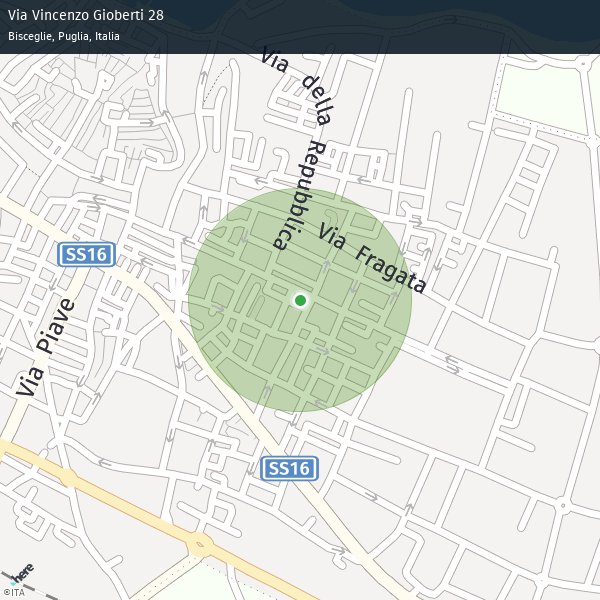 Via Vincenzo Gioberti 28
Bisceglie, Puglia, Italia
Via della Repubblica
Via Fragata
SS16
Via Piave
SS16
here
©ITA